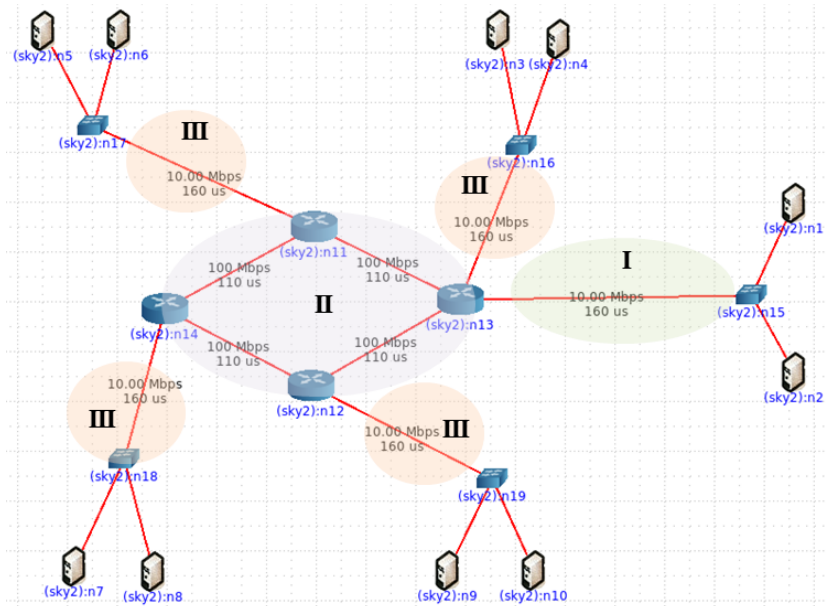 (sky2):n5
(sky2):n6
(sky2):n3
(sky2):n4
(sky2):n17
III
10.00 Mbps
160 us
(sky2):n16
III
10.00 Mbps
160 us
(sky2):n1
(sky2):n11
100 Mbps
110 us
100 Mbps
110 us
I
10.00 Mbps
160 us
(sky2):n15
II
(sky2):n13
(sky2):n14
100 Mbps
110 us
100 Mbps
110 us
(sky2):n2
(sky2):n12
10.00 Mbps
160 us
III
10.00 Mbps
160 us
III
(sky2):n18
(sky2):n19
(sky2):n7
(sky2):n8
(sky2):n9
(sky2):n10